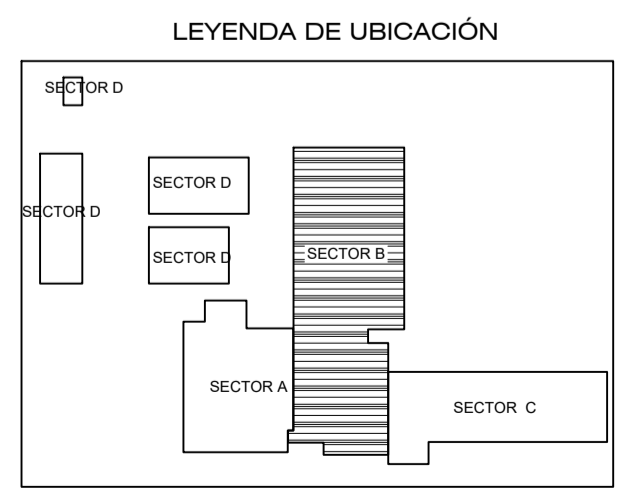 LEYENDA DE UBICACIÓN
SECTOR D
SECTOR D
SECTOR D
SECTOR D
SECTOR B
SECTOR A
SECTOR C